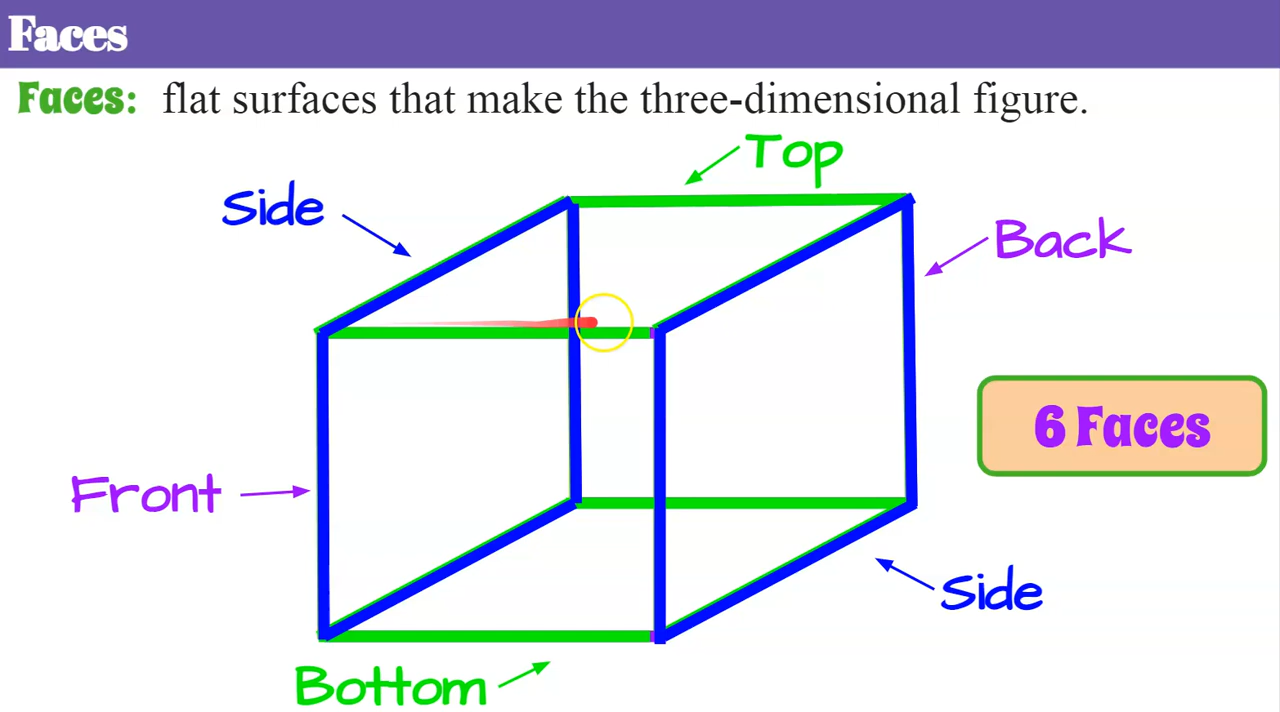 Faces
Faces: flat surfaces that make the three-dimensional figure.
Top
Side
Back
6 Faces
Front
Side
Bottom